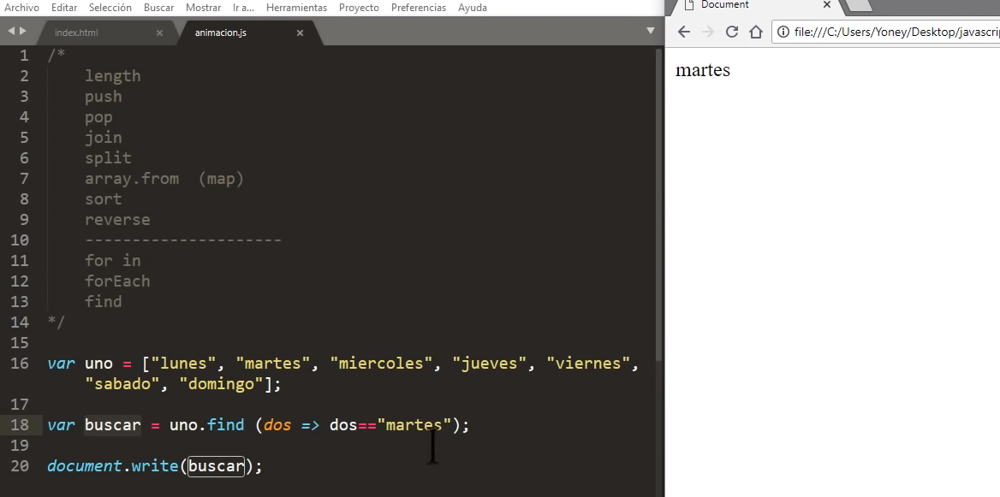 Archivo Editar Selección Buscar Mostrar Ir a... Herramientas Proyecto Preferencias Ayuda
index.html × animacion.js ×
1 /*
2 length
3 push
4 pop
5 join
6 split
7 array.from (map)
8 sort
9 reverse
10 ---------------------
11 for in
12 forEach
13 find
14 */
15
16 var uno = ["lunes", "martes", "miercoles", "jueves", "viernes",
"sabado", "domingo"];
17
18 var buscar = uno.find (dos => dos=="martes");
19
20 document.write(buscar);
Document ×
file:///C:/Users/Yoney/Desktop/javascrip
martes